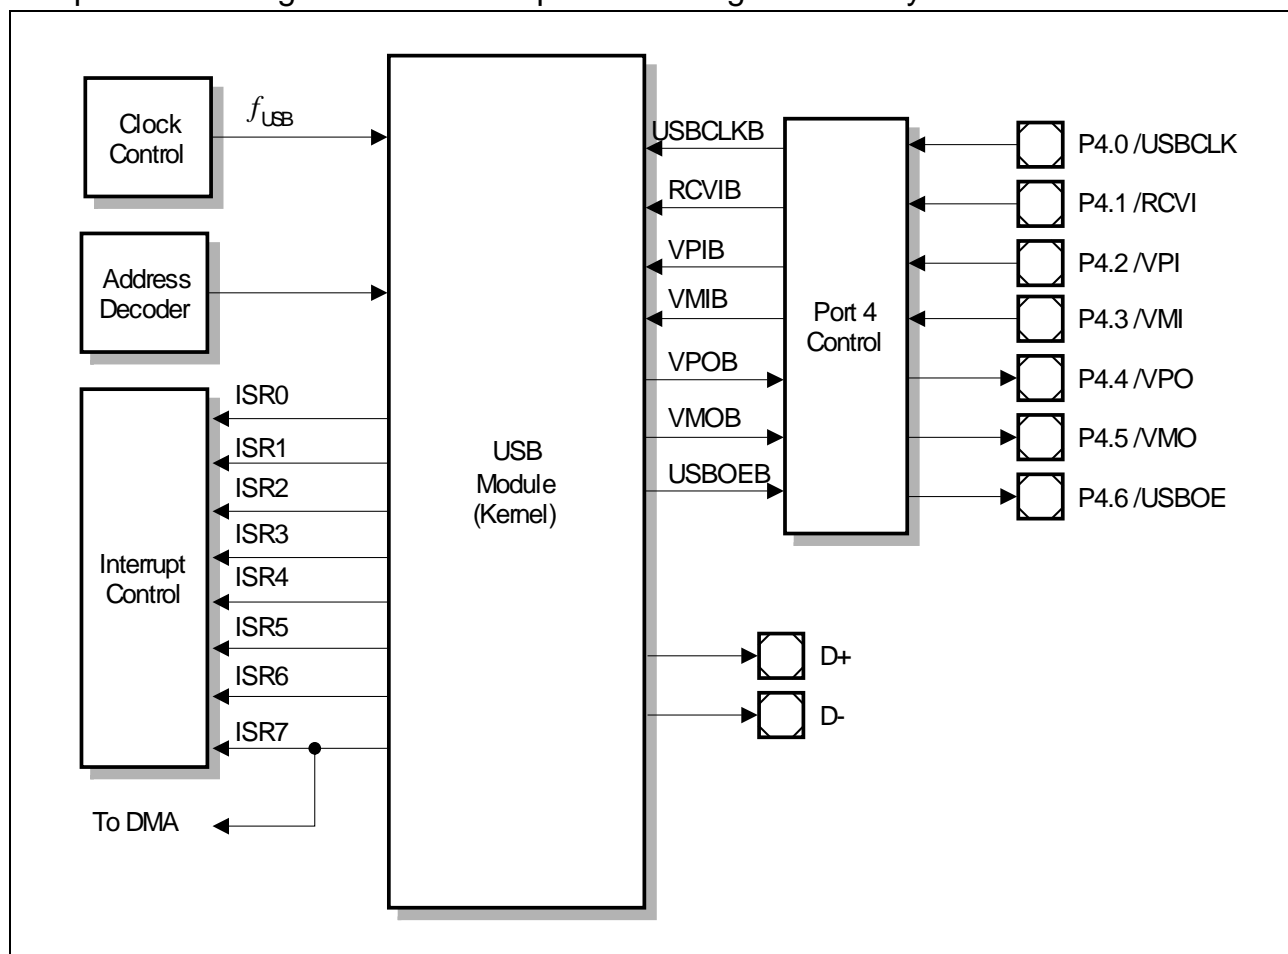 Clock
Control
f USB
Address
Decoder
Interrupt
Control
ISR0
ISR1
ISR2
ISR3
ISR4
ISR5
ISR6
ISR7
To DMA
USB
Module
(Kernel)
USBCLKB
RCVIB
VPIB
VMIB
VPOB
VMOB
USBOEB
Port 4
Control
P4.0 /USBCLK
P4.1 /RCVI
P4.2 /VPI
P4.3 /VMI
P4.4 /VPO
P4.5 /VMO
P4.6 /USBOE
D+
D-